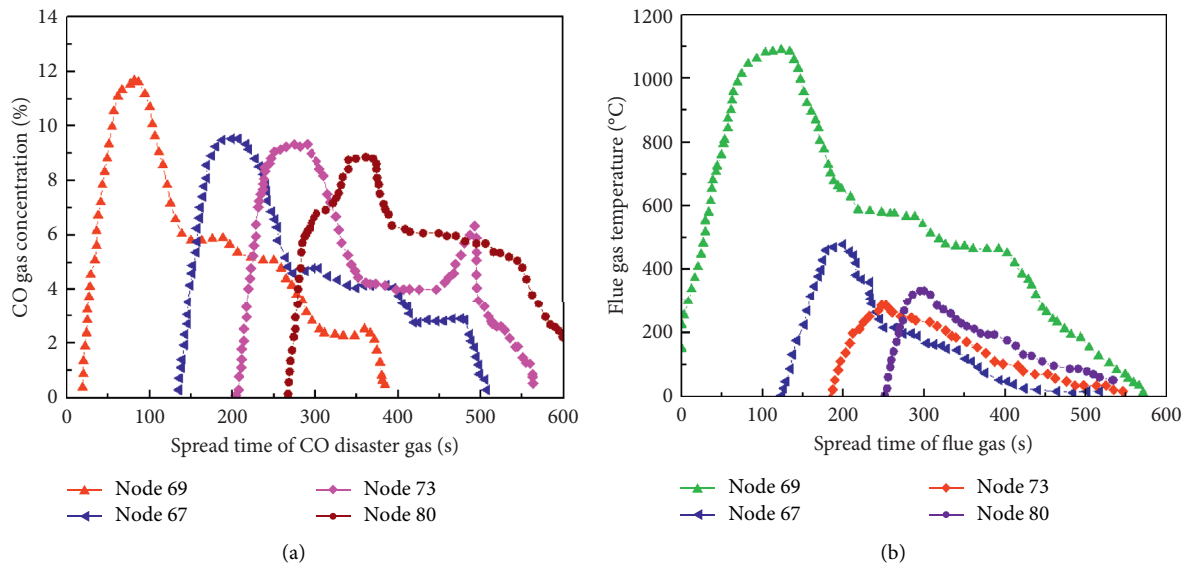 14
12
10
8
6
4
2
0
CO gas concentration (%)
0 100 200 300 400 500 600
Spread time of CO disaster gas (s)
Node 69
Node 73
Node 67
Node 80
(a)
1200
1000
800
600
400
200
0
Flue gas temperature (°C)
0 100 200 300 400 500 600
Spread time of flue gas (s)
Node 69
Node 73
Node 67
Node 80
(b)